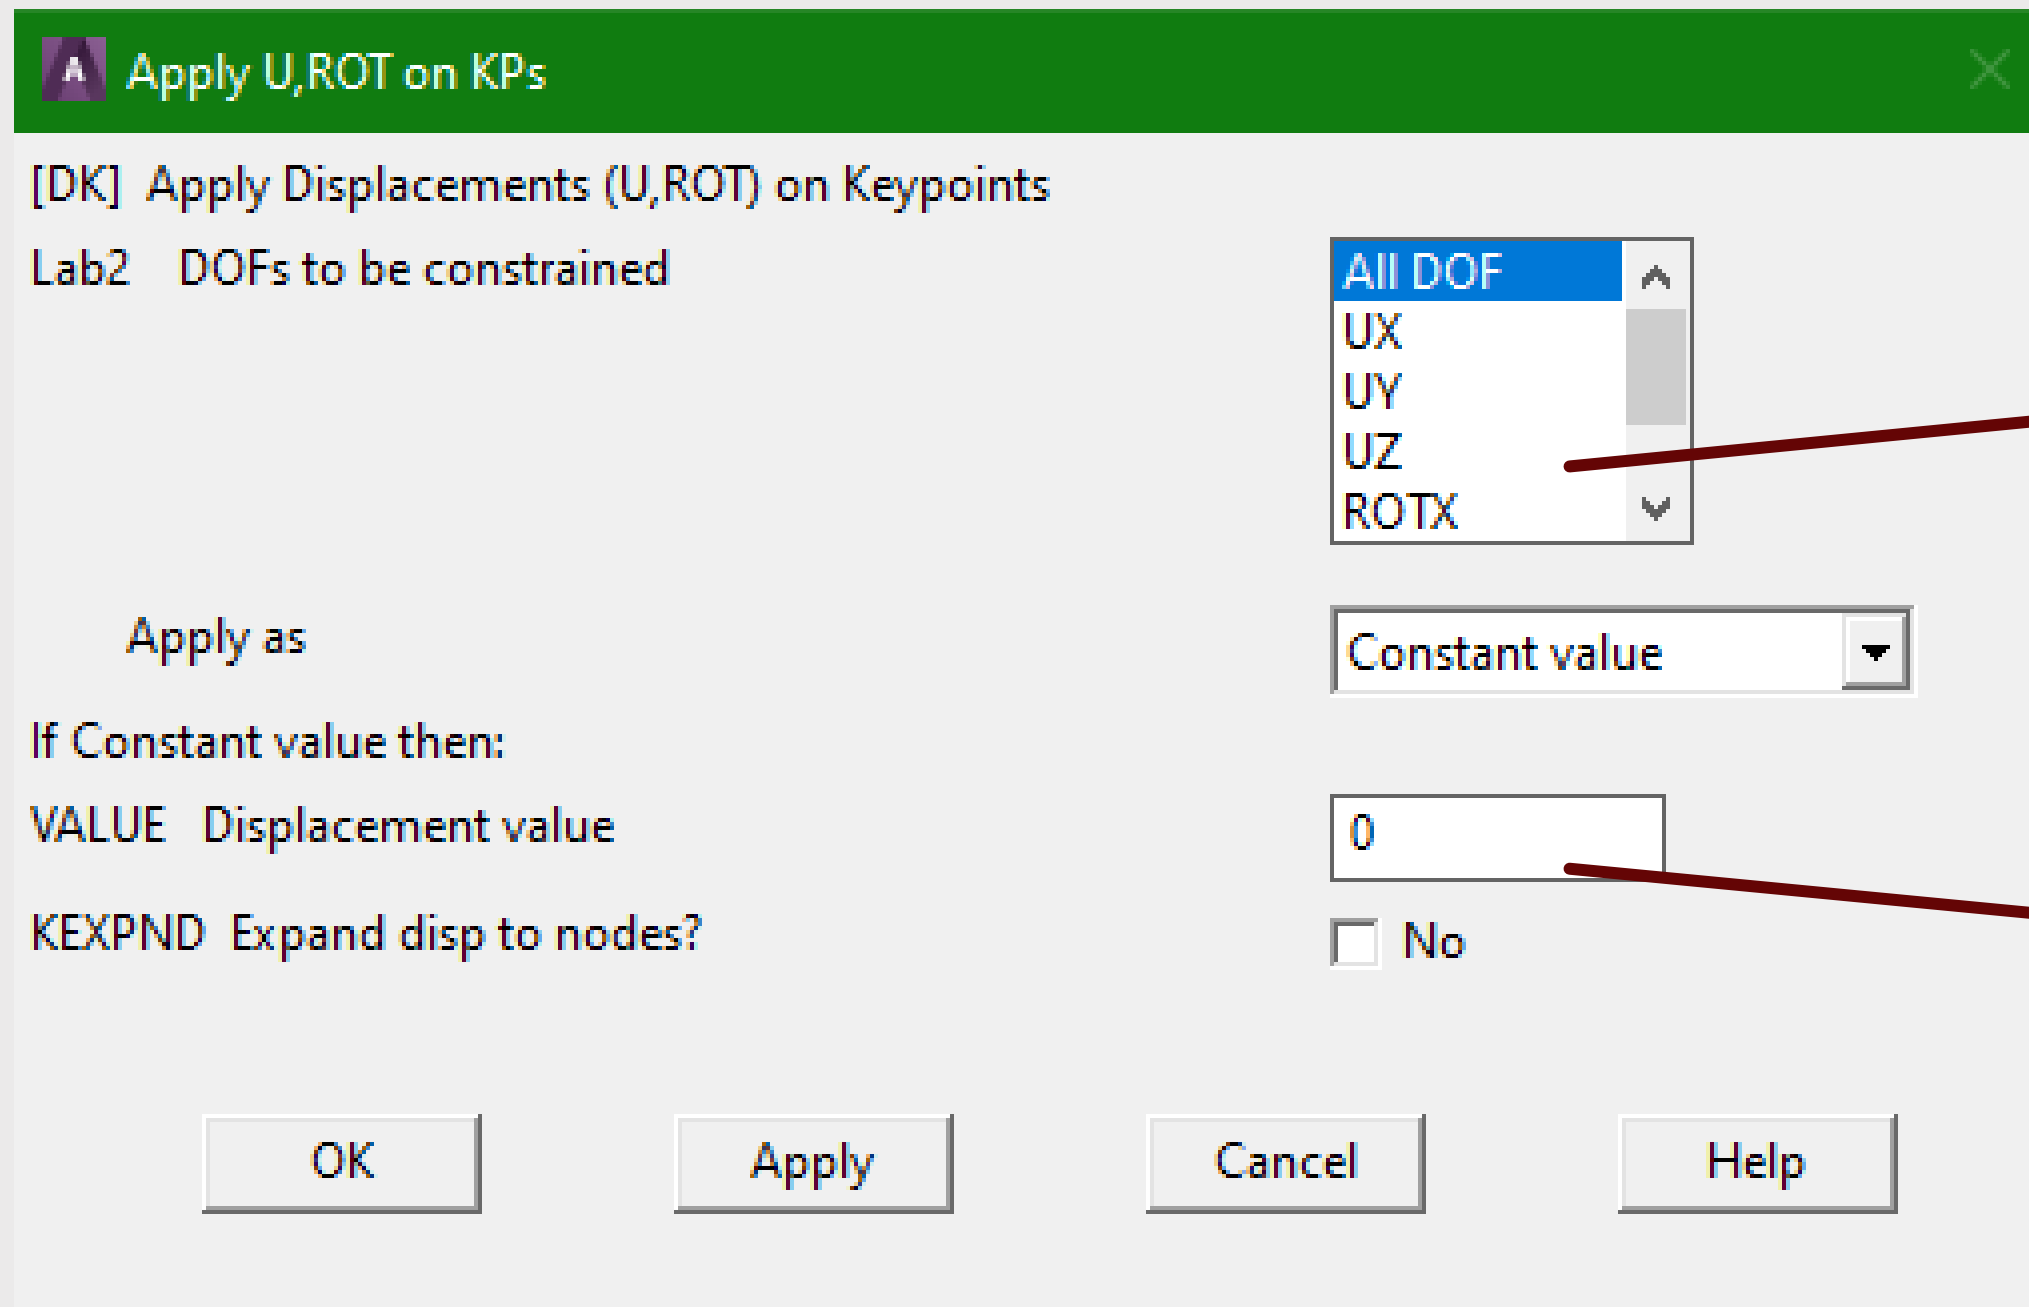 A Apply U,ROT on KPs
[DK] Apply Displacements (U,ROT) on Keypoints
Lab2 DOFs to be constrained
All DOF
UX
UY
UZ
ROTX
Apply as
Constant value
If Constant value then:
VALUE Displacement value
0
KEXPND Expand disp to nodes?
No
OK Apply Cancel Help